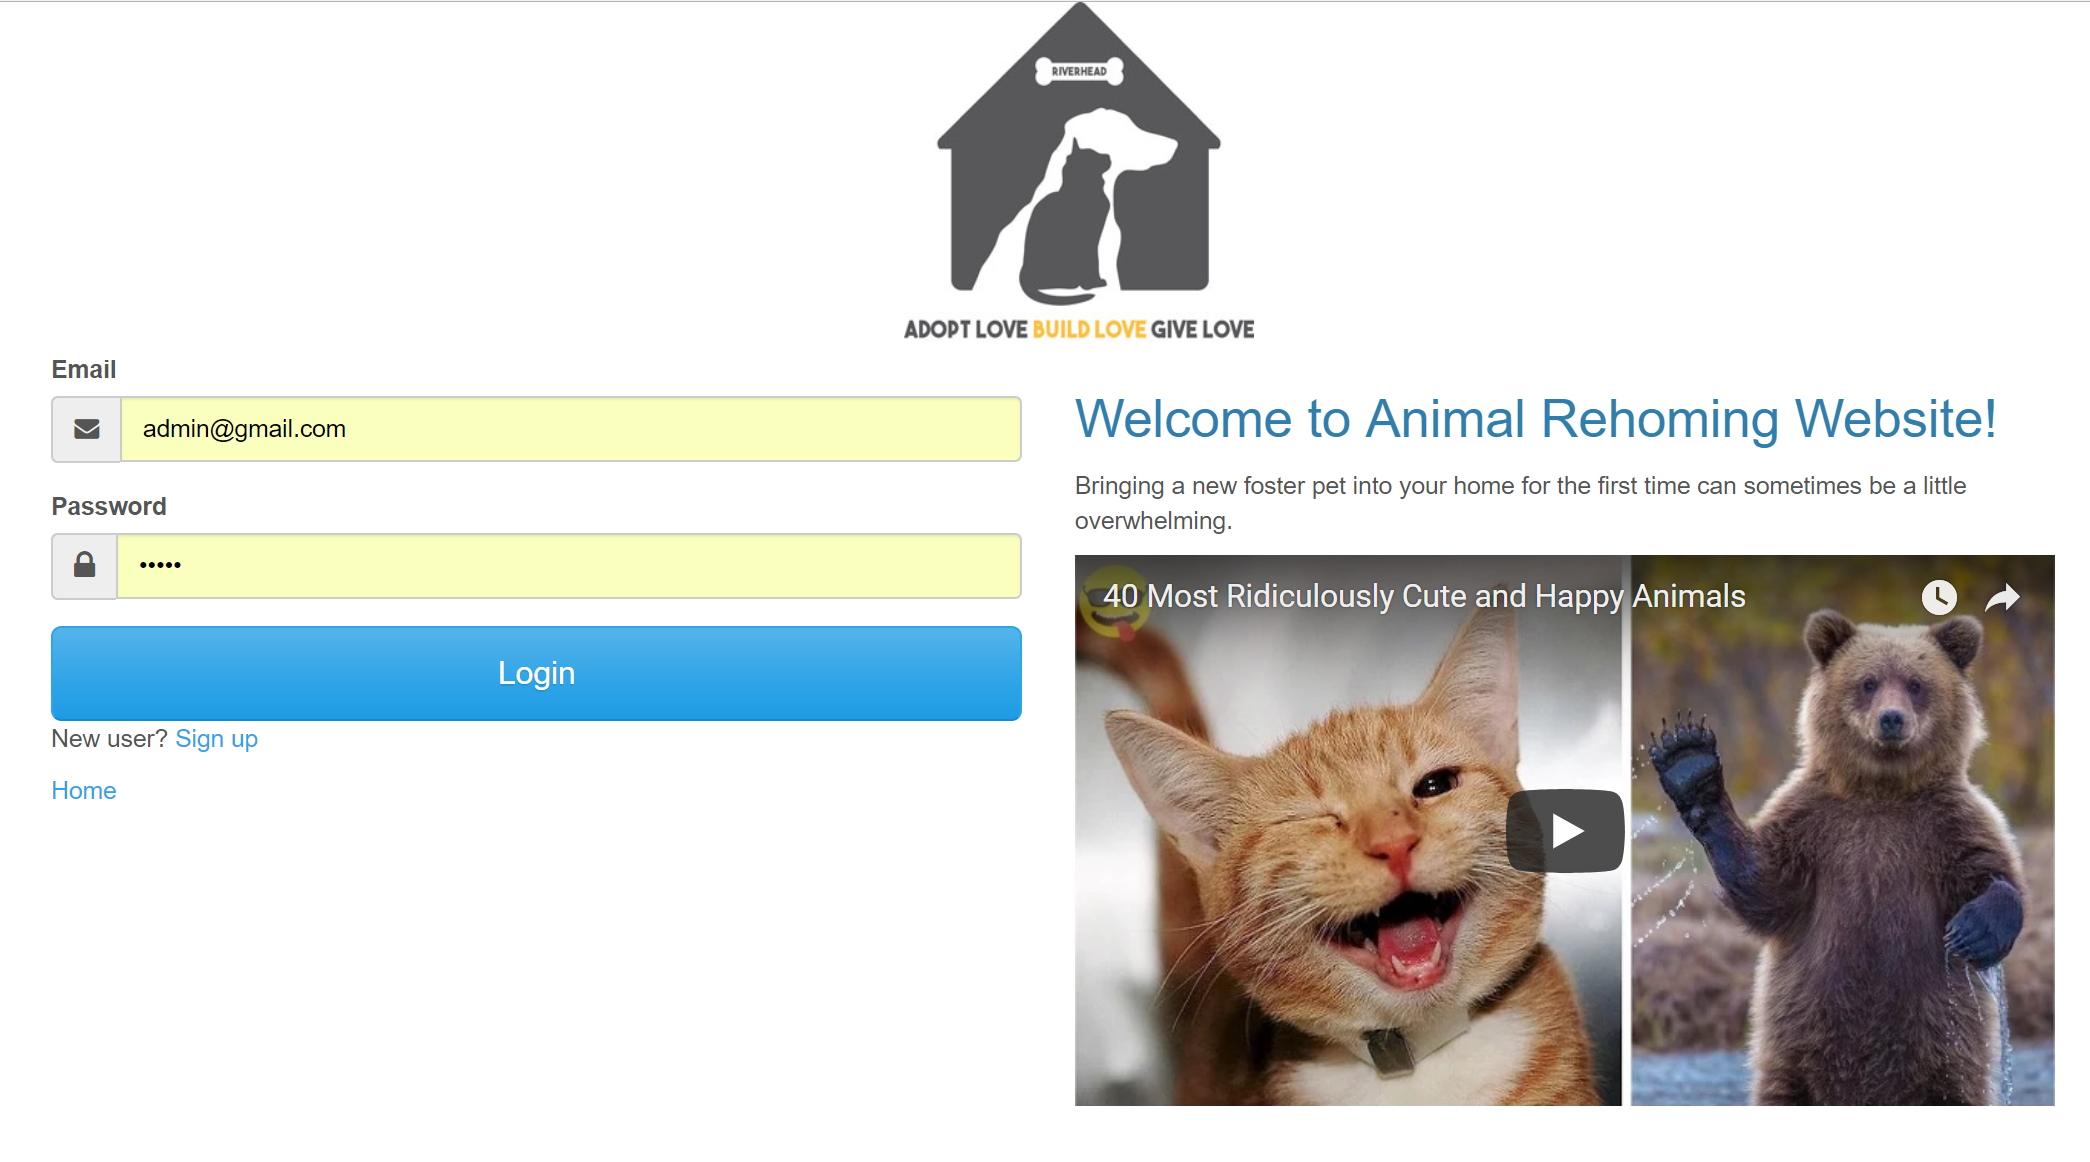 RIVERHEAD
ADOPT LOVE BUILD LOVE GIVE LOVE
Email
admin@gmail.com
Password
•••••
Login
New user? Sign up
Home
Welcome to Animal Rehoming Website!
Bringing a new foster pet into your home for the first time can sometimes be a little
overwhelming.
40 Most Ridiculously Cute and Happy Animals